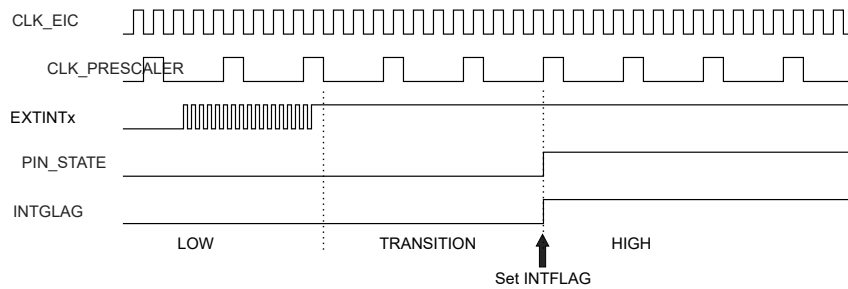 CLK_EIC
CLK_PRESCALER
EXTINTx
PIN_STATE
INTGLAG
LOW TRANSITION HIGH
Set INTFLAG